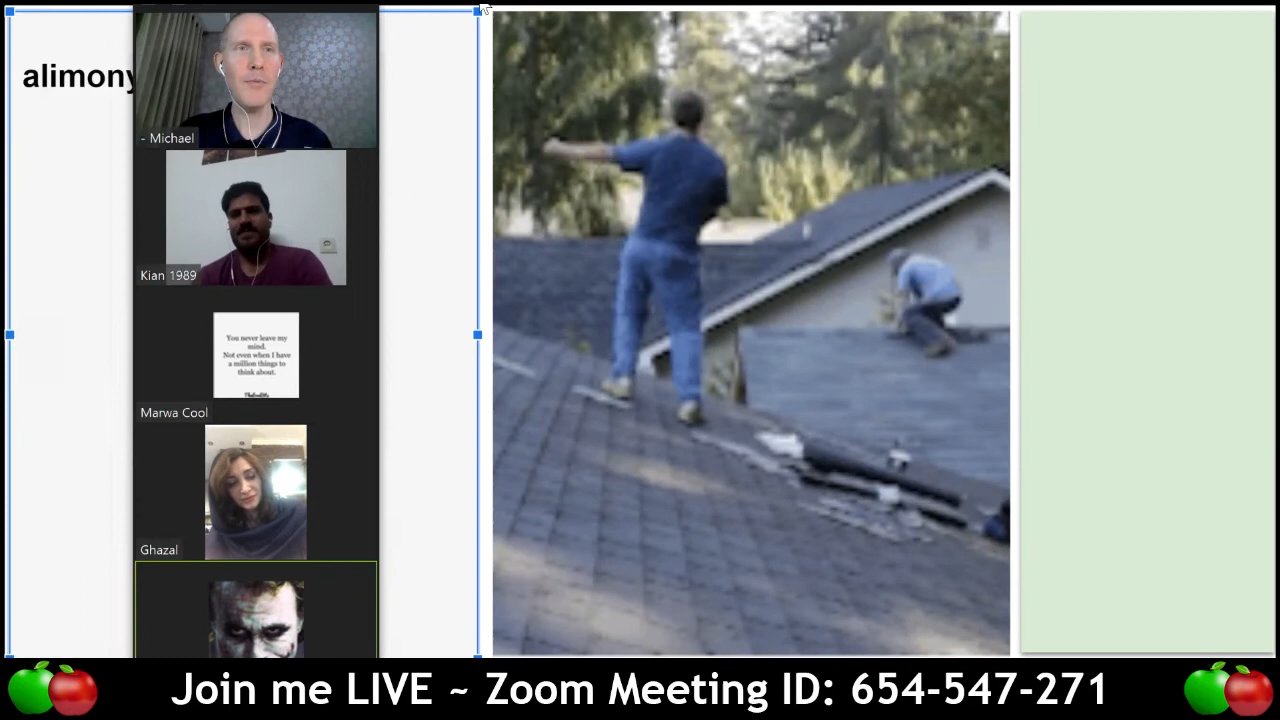 alimony
- Michael
Kian 1989
You never leave my
mind.
Not even when I have
a million things to
think about.
Marwa Cool
Ghazal
Join me LIVE ~ Zoom Meeting ID: 654-547-271